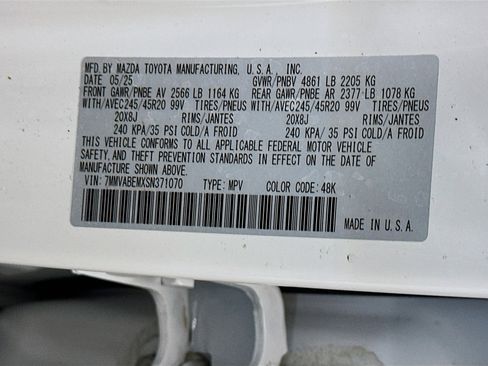 MFD. BY MAZDA TOYOTA MANUFACTURING, U.S.A., INC.
DATE 05/25 GVWR/PNBV 4861 LB 2205 KG
FRONT GAWR/PNBE AV 2566 LB 1164 KG REAR GAWR/PNBE AR 2377 LB 1078 KG
WITH/AVEC245/45R20 99V TIRES/PNEUS WITH/AVEC245/45R20 99V TIRES/PNEUS
20X8J RIMS/JANTES 20X8J RIMS/JANTES
240 KPA/35 PSI COLD/A FROID 240 KPA/35 PSI COLD/A FROID
THIS VEHICLE CONFORMS TO ALL APPLICABLE FEDERAL MOTOR VEHICLE
SAFETY, AND THEFT PREVENTION STANDARDS IN EFFECT ON THE DATE OF
MANUFACTURE SHOWN ABOVE.
VIN: 7MMVABEMXSN371070 TYPE: MPV COLOR CODE: 48K
MADE IN U.S.A.